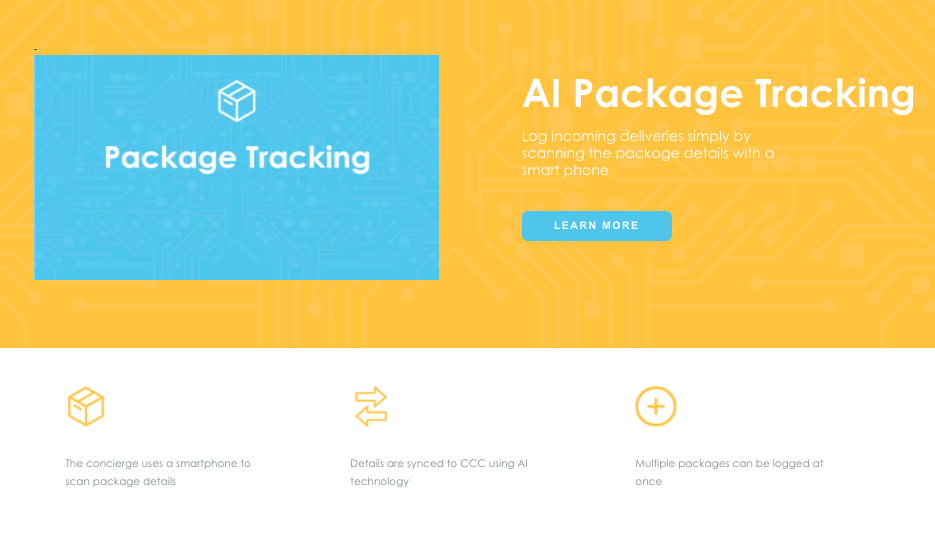 Package Tracking
AI Package Tracking
Log incoming deliveries simply by
scanning the package details with a
smart phone
LEARN MORE
The concierge uses a smartphone to
scan package details
Details are synced to CCC using AI
technology
Multiple packages can be logged at
once